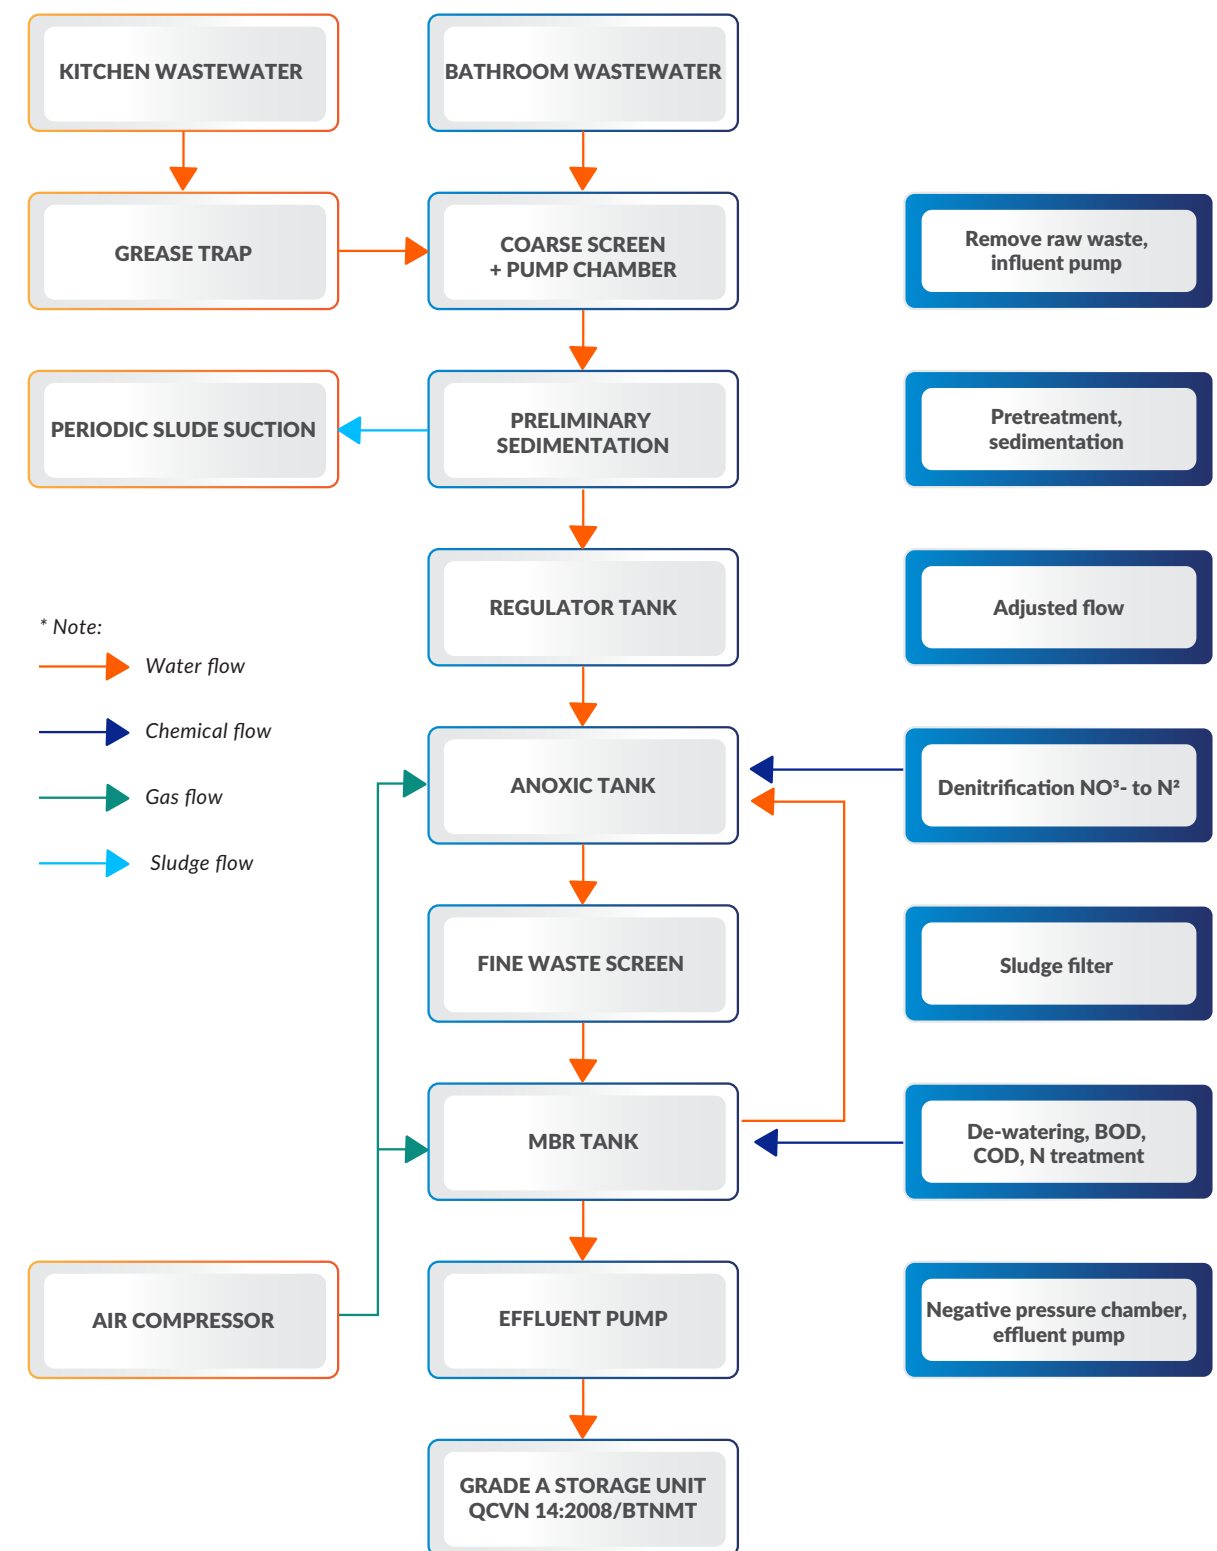 KITCHEN WASTEWATER
BATHROOM WASTEWATER
GREASE TRAP
COARSE SCREEN
+ PUMP CHAMBER
Remove raw waste,
influent pump
PERIODIC SLUDE SUCTION
PRELIMINARY
SEDIMENTATION
Pretreatment,
sedimentation
REGULATOR TANK
Adjusted flow
* Note:
Water flow
Chemical flow
Gas flow
Sludge flow
ANOXIC TANK
Denitrification NO³- to N²
FINE WASTE SCREEN
Sludge filter
MBR TANK
De-watering, BOD,
COD, N treatment
AIR COMPRESSOR
EFFLUENT PUMP
Negative pressure chamber,
effluent pump
GRADE A STORAGE UNIT
QCVN 14:2008/BTNMT